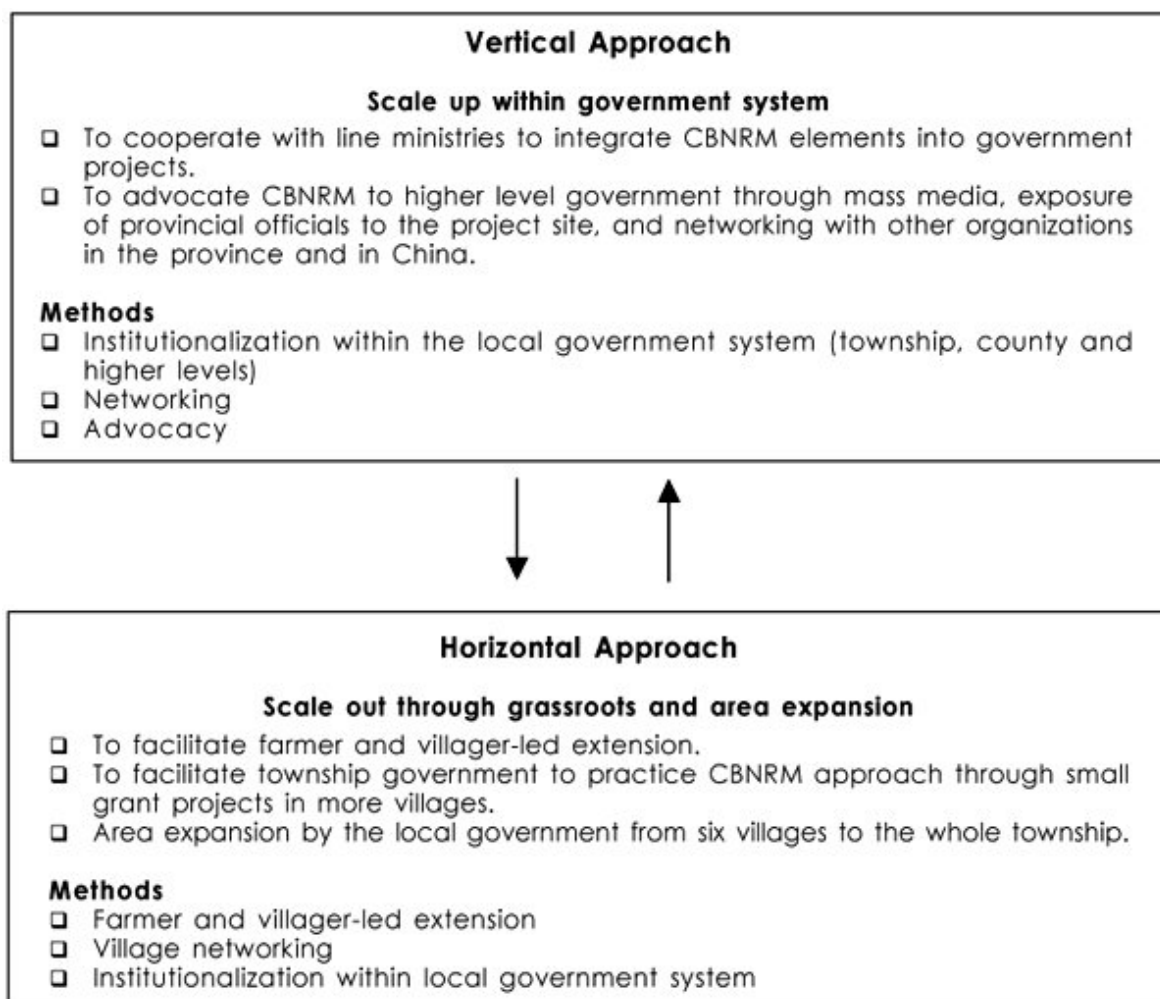 Vertical Approach
Scale up within government system
❑ To cooperate with line ministries to integrate CBNRM elements into government
projects.
❑ To advocate CBNRM to higher level government through mass media, exposure
of provincial officials to the project site, and networking with other organizations
in the province and in China.
Methods
❑ Institutionalization within the local government system (township, county and
higher levels)
❑ Networking
❑ Advocacy
Horizontal Approach
Scale out through grassroots and area expansion
❑ To facilitate farmer and villager-led extension.
❑ To facilitate township government to practice CBNRM approach through small
grant projects in more villages.
❑ Area expansion by the local government from six villages to the whole township.
Methods
❑ Farmer and villager-led extension
❑ Village networking
❑ Institutionalization within local government system